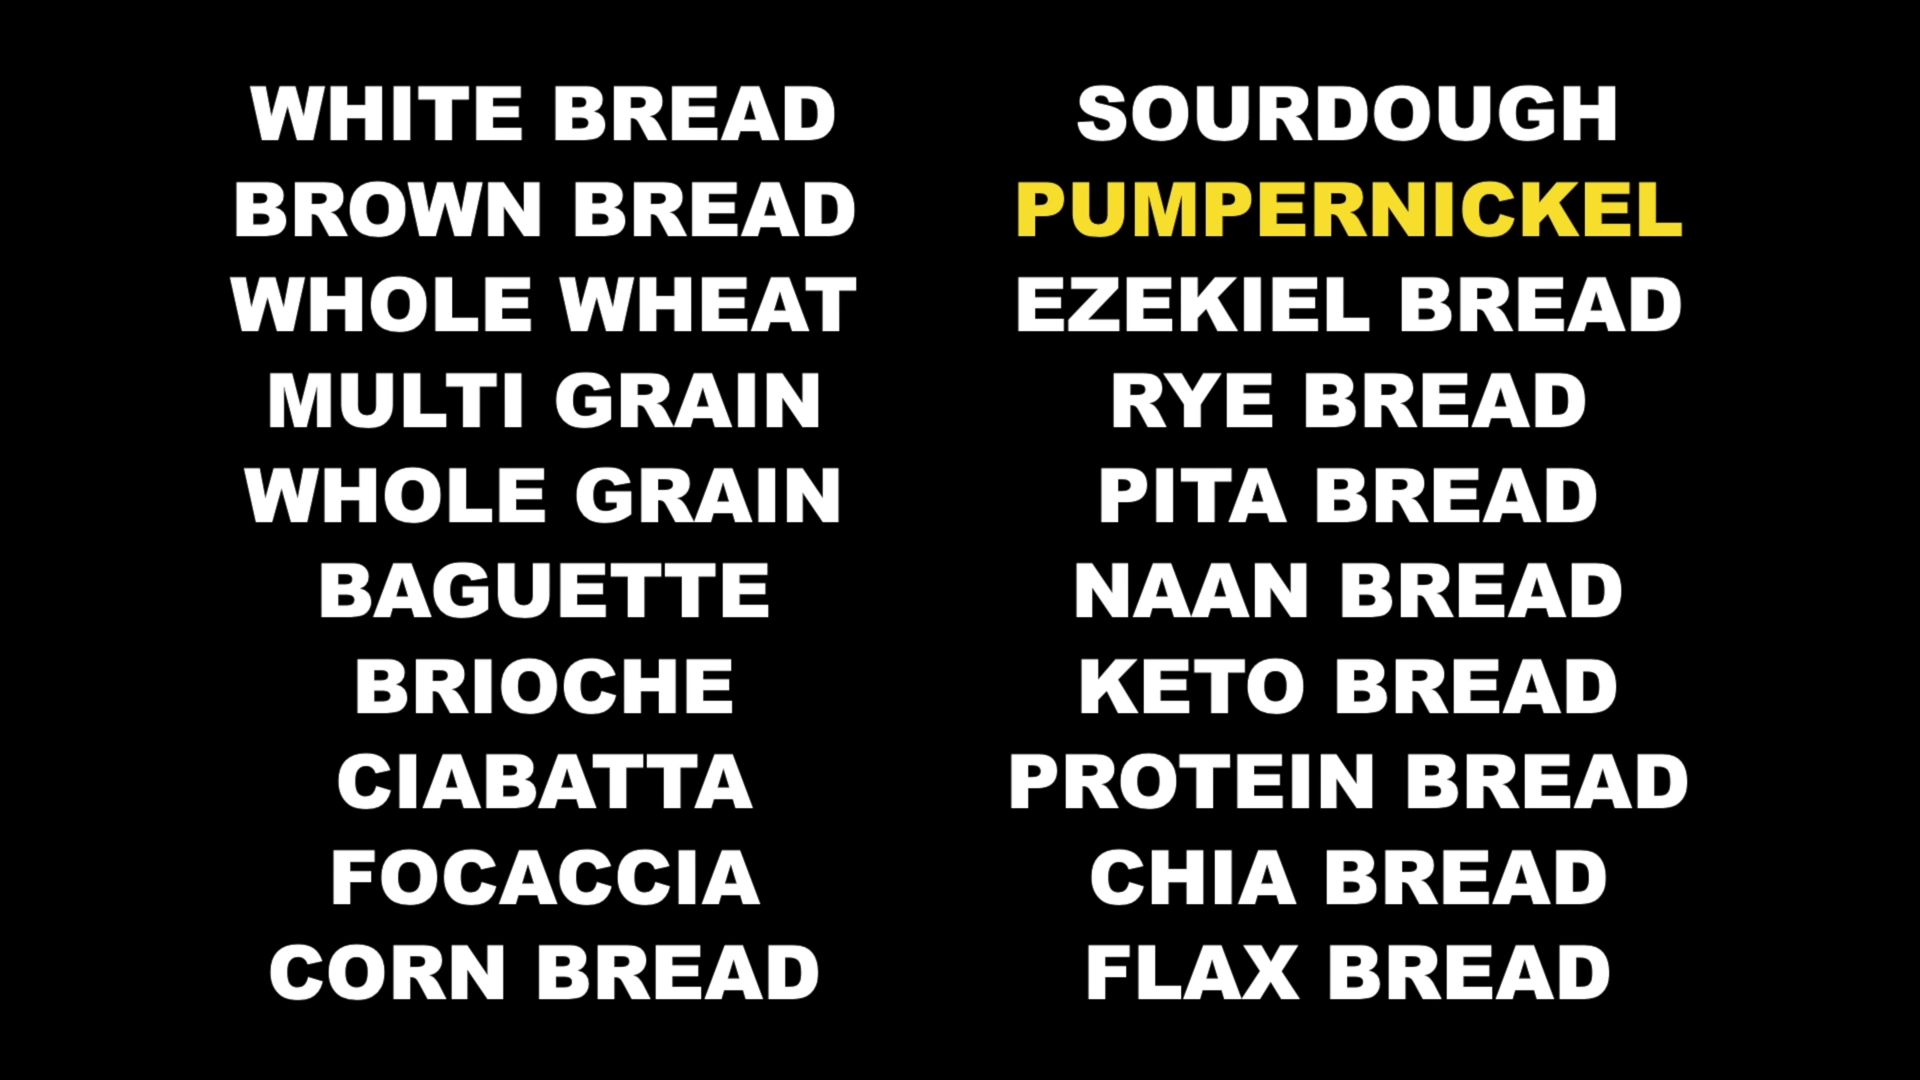 WHITE BREAD
BROWN BREAD
WHOLE WHEAT
MULTI GRAIN
WHOLE GRAIN
BAGUETTE
BRIOCHE
CIABATTA
FOCACCIA
CORN BREAD
SOURDOUGH
PUMPERNICKEL
EZEKIEL BREAD
RYE BREAD
PITA BREAD
NAAN BREAD
KETO BREAD
PROTEIN BREAD
CHIA BREAD
FLAX BREAD